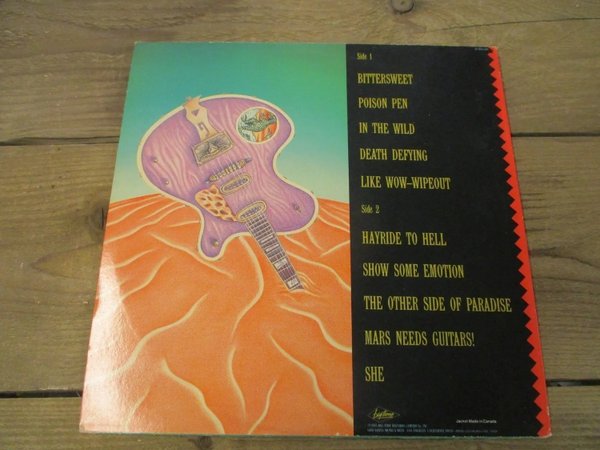 Side 1
BITTERSWEET
POISON PEN
IN THE WILD
DEATH DEFYING
LIKE WOW–WIPEOUT
Side 2
HAYRIDE TO HELL
SHOW SOME EMOTION
THE OTHER SIDE OF PARADISE
MARS NEEDS GUITARS!
SHE
Bigtime
Jacket Made in Canada